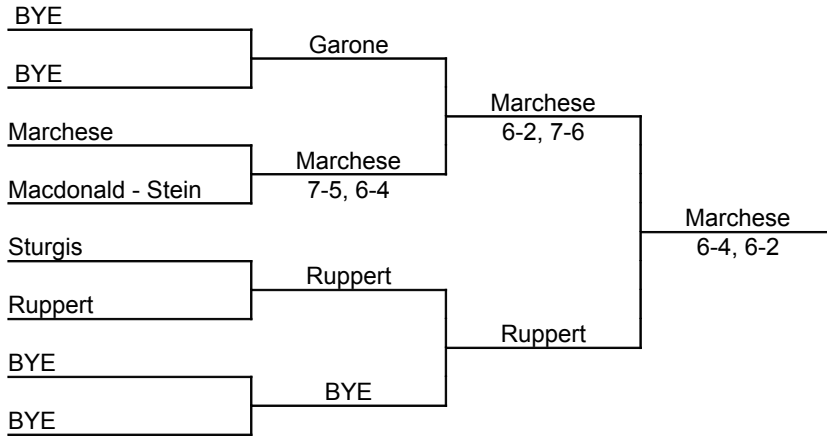 BYE
BYE
Marchese
Macdonald - Stein
Sturgis
Ruppert
BYE
BYE
Garone
Marchese
7-5, 6-4
Ruppert
BYE
Marchese
6-2, 7-6
Ruppert
Marchese
6-4, 6-2